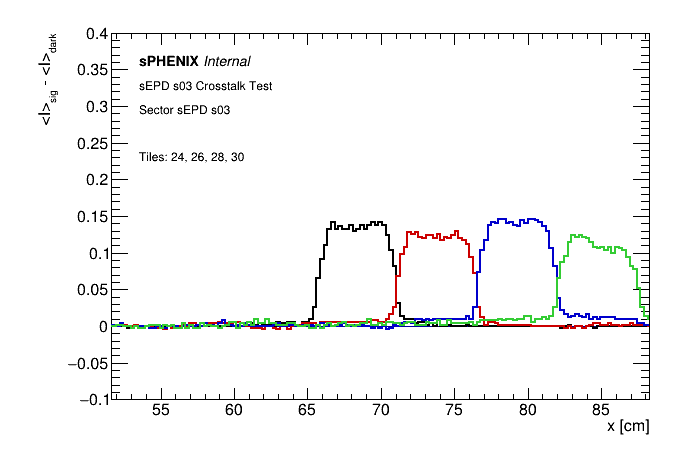 <I>sig - <I>dark
0.4
0.35
0.3
0.25
0.2
0.15
0.1
0.05
0
−0.05
−0.1
sPHENIX Internal
sEPD s03 Crosstalk Test
Sector sEPD s03
Tiles: 24, 26, 28, 30
55 60 65 70 75 80 85
x [cm]